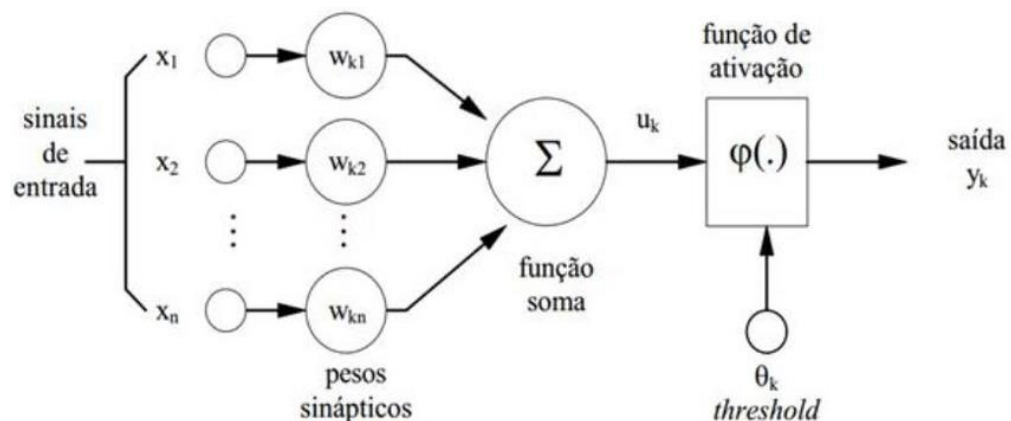 sinais
de
entrada
x₁
x₂
⋮
xₙ
wₖ₁
wₖ₂
⋮
wₖₙ
pesos
sinápticos
Σ
função
soma
uₖ
função de
ativação
φ(.)
θₖ
threshold
saída
yₖ